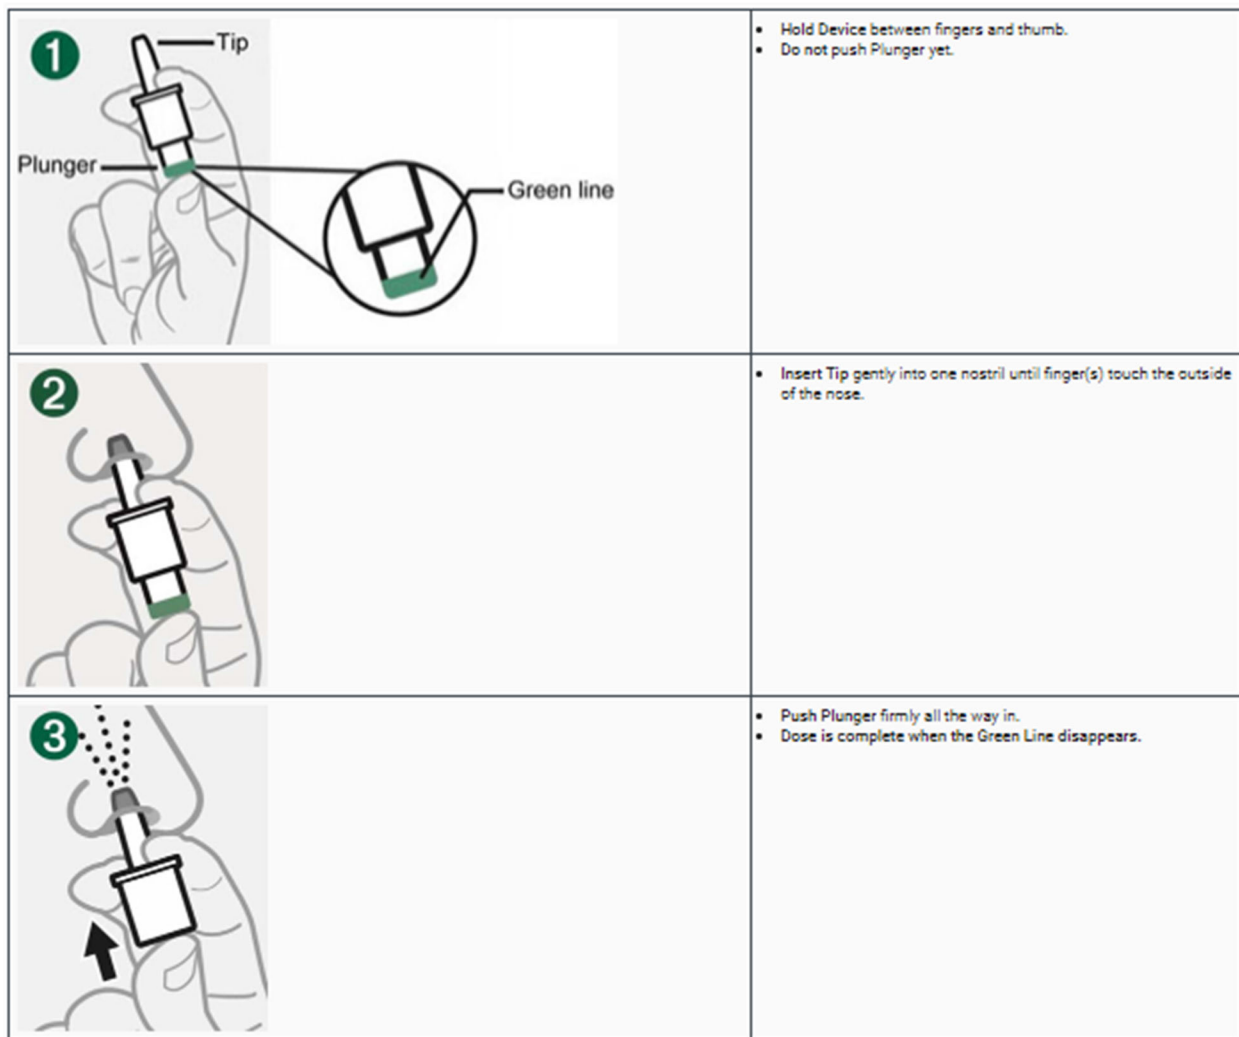 1
Tip
Plunger
Green line
• Hold Device between fingers and thumb.
• Do not push Plunger yet.
2
• Insert Tip gently into one nostril until finger(s) touch the outside
of the nose.
3
• Push Plunger firmly all the way in.
• Dose is complete when the Green Line disappears.